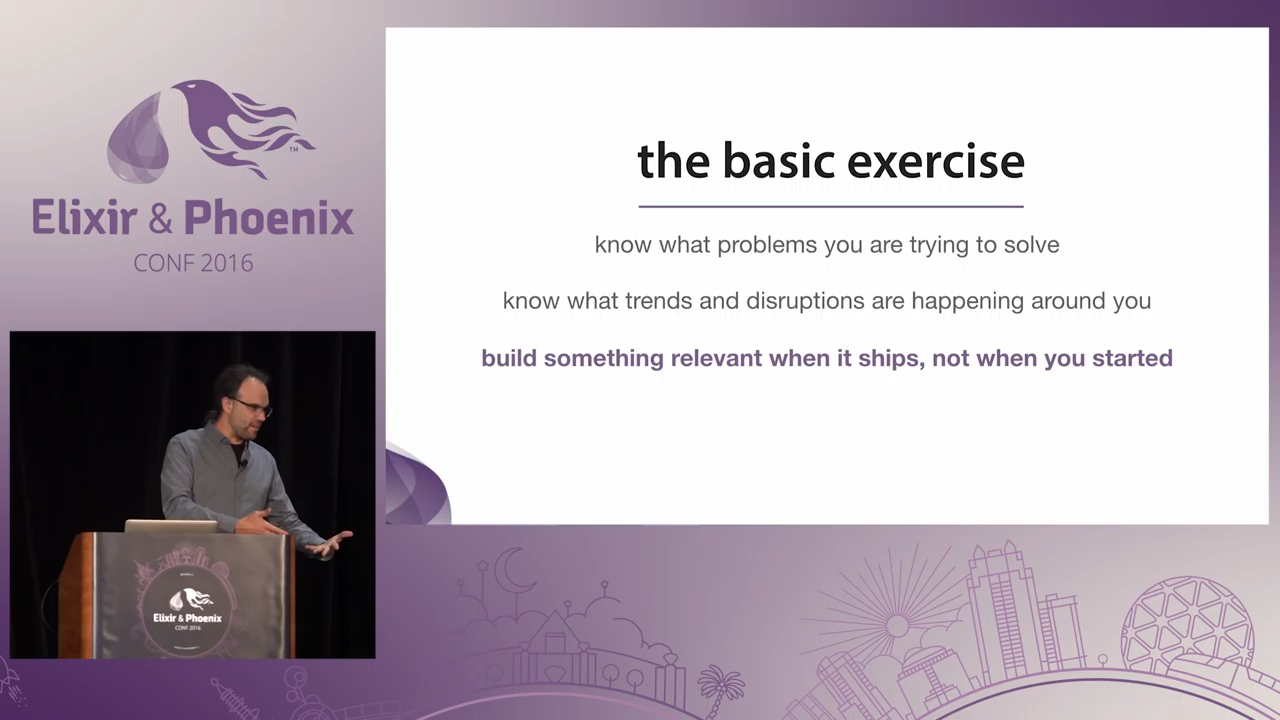 Elixir & Phoenix
TM
CONF 2016
the basic exercise
know what problems you are trying to solve
know what trends and disruptions are happening around you
build something relevant when it ships, not when you started
Elixir & Phoenix
CONF 2016